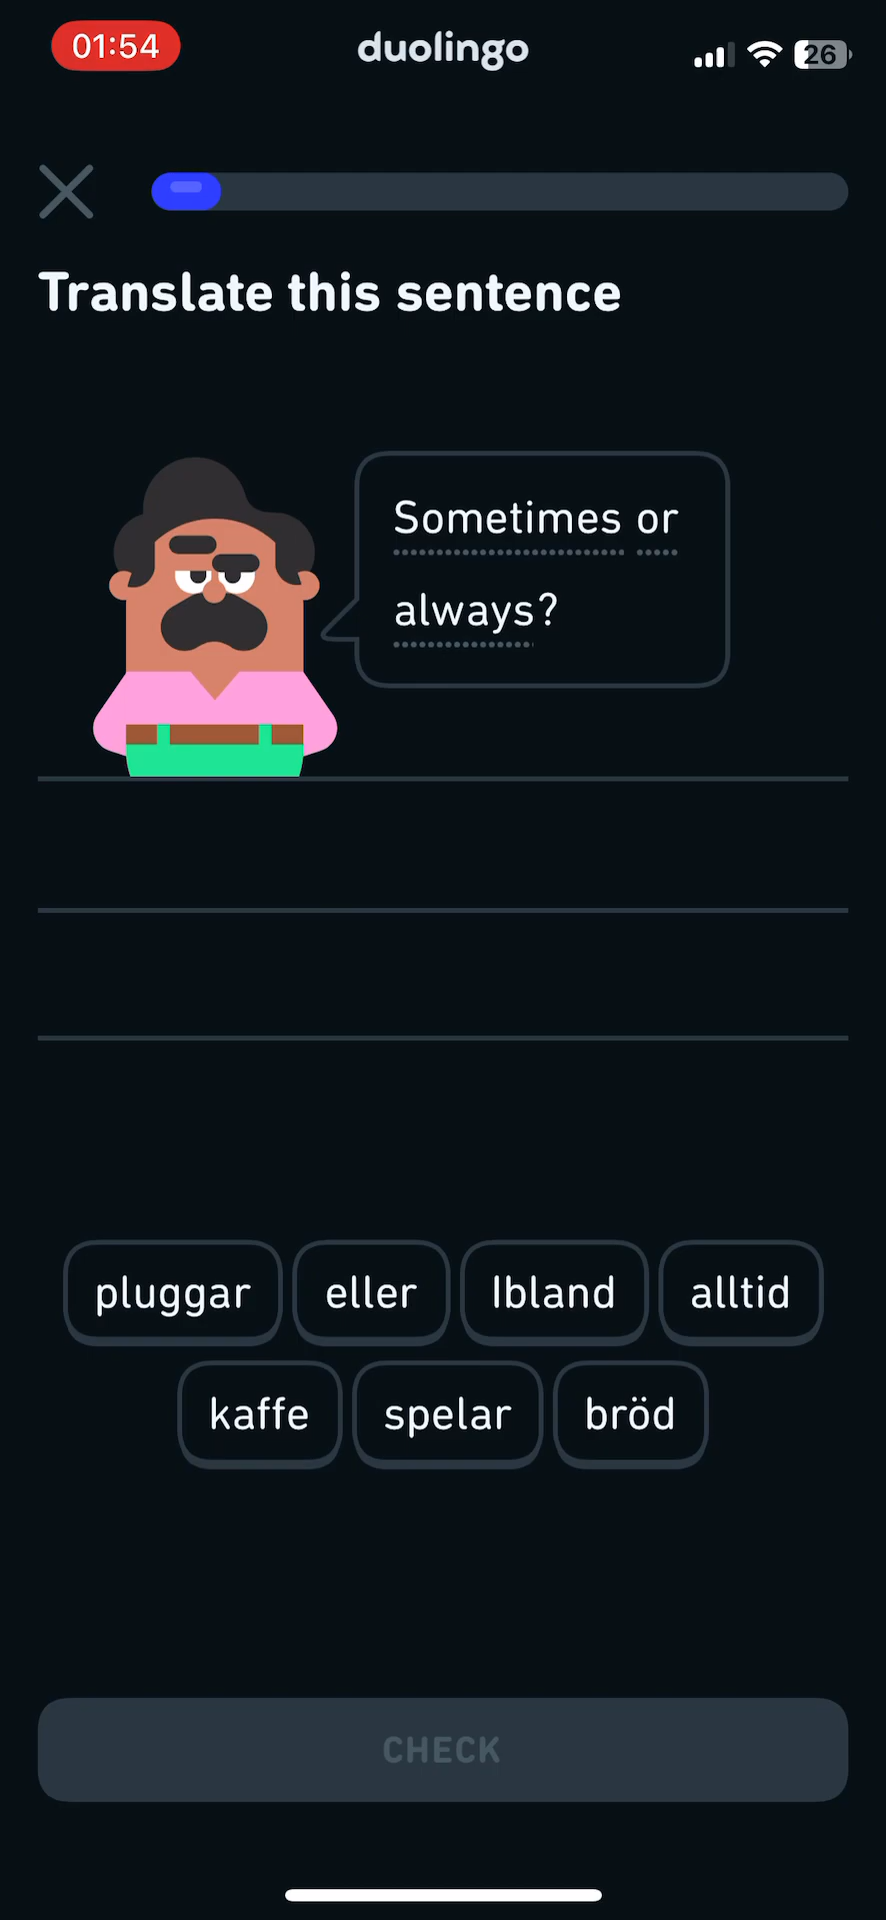 01:54
duolingo
26
Translate this sentence
Sometimes or
always?
pluggar eller Ibland alltid
kaffe spelar bröd
CHECK